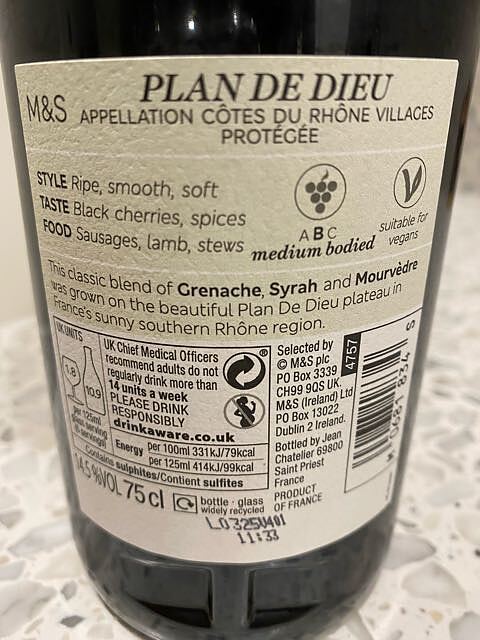 M&S
PLAN DE DIEU
APPELLATION CÔTES DU RHÔNE VILLAGES
PROTÉGÉE
STYLE Ripe, smooth, soft
TASTE Black cherries, spices
FOOD Sausages, lamb, stews
A B C
medium bodied
V
suitable for
vegans
This classic blend of Grenache, Syrah and Mourvèdre
was grown on the beautiful Plan De Dieu plateau in
France's sunny southern Rhône region.
UK UNITS
1.8
10.9
per 125ml
UK Chief Medical Officers
recommend adults do not
regularly drink more than
14 units a week
PLEASE DRINK
RESPONSIBLY
drinkaware.co.uk
Energy per 100ml 331kJ/79kcal
per 125ml 414kJ/99kcal
Contains sulphites/Contient sulfites
14.5%VOL 75cl
bottle · glass
widely recycled
Selected by
© M&S plc
PO Box 3339
CH99 9QS UK.
M&S (Ireland) Ltd
PO Box 13022
Dublin 2 Ireland.
Bottled by Jean
Chatelier 69800
Saint Priest
France
PRODUCT
OF FRANCE
4757
L0325V401
11:33